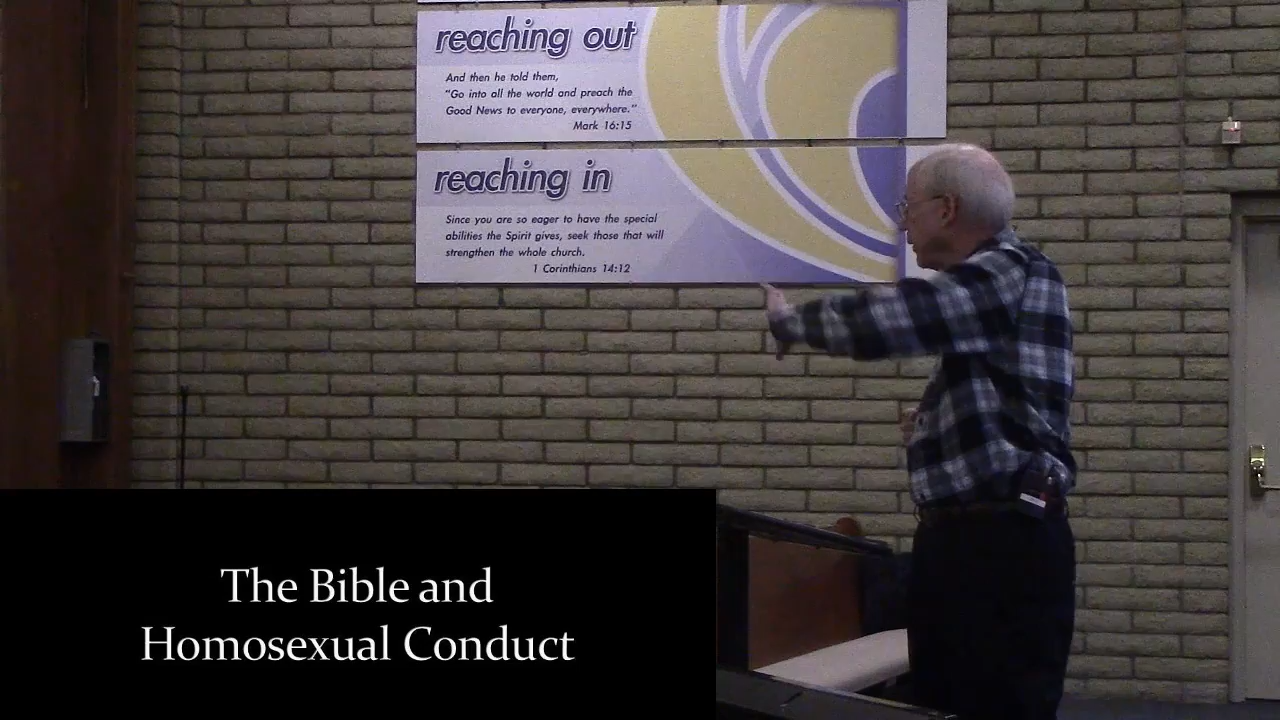 reaching out
And then he told them,
"Go into all the world and preach the
Good News to everyone, everywhere."
Mark 16:15
reaching in
Since you are so eager to have the special
abilities the Spirit gives, seek those that will
strengthen the whole church.
1 Corinthians 14:12
The Bible and
Homosexual Conduct